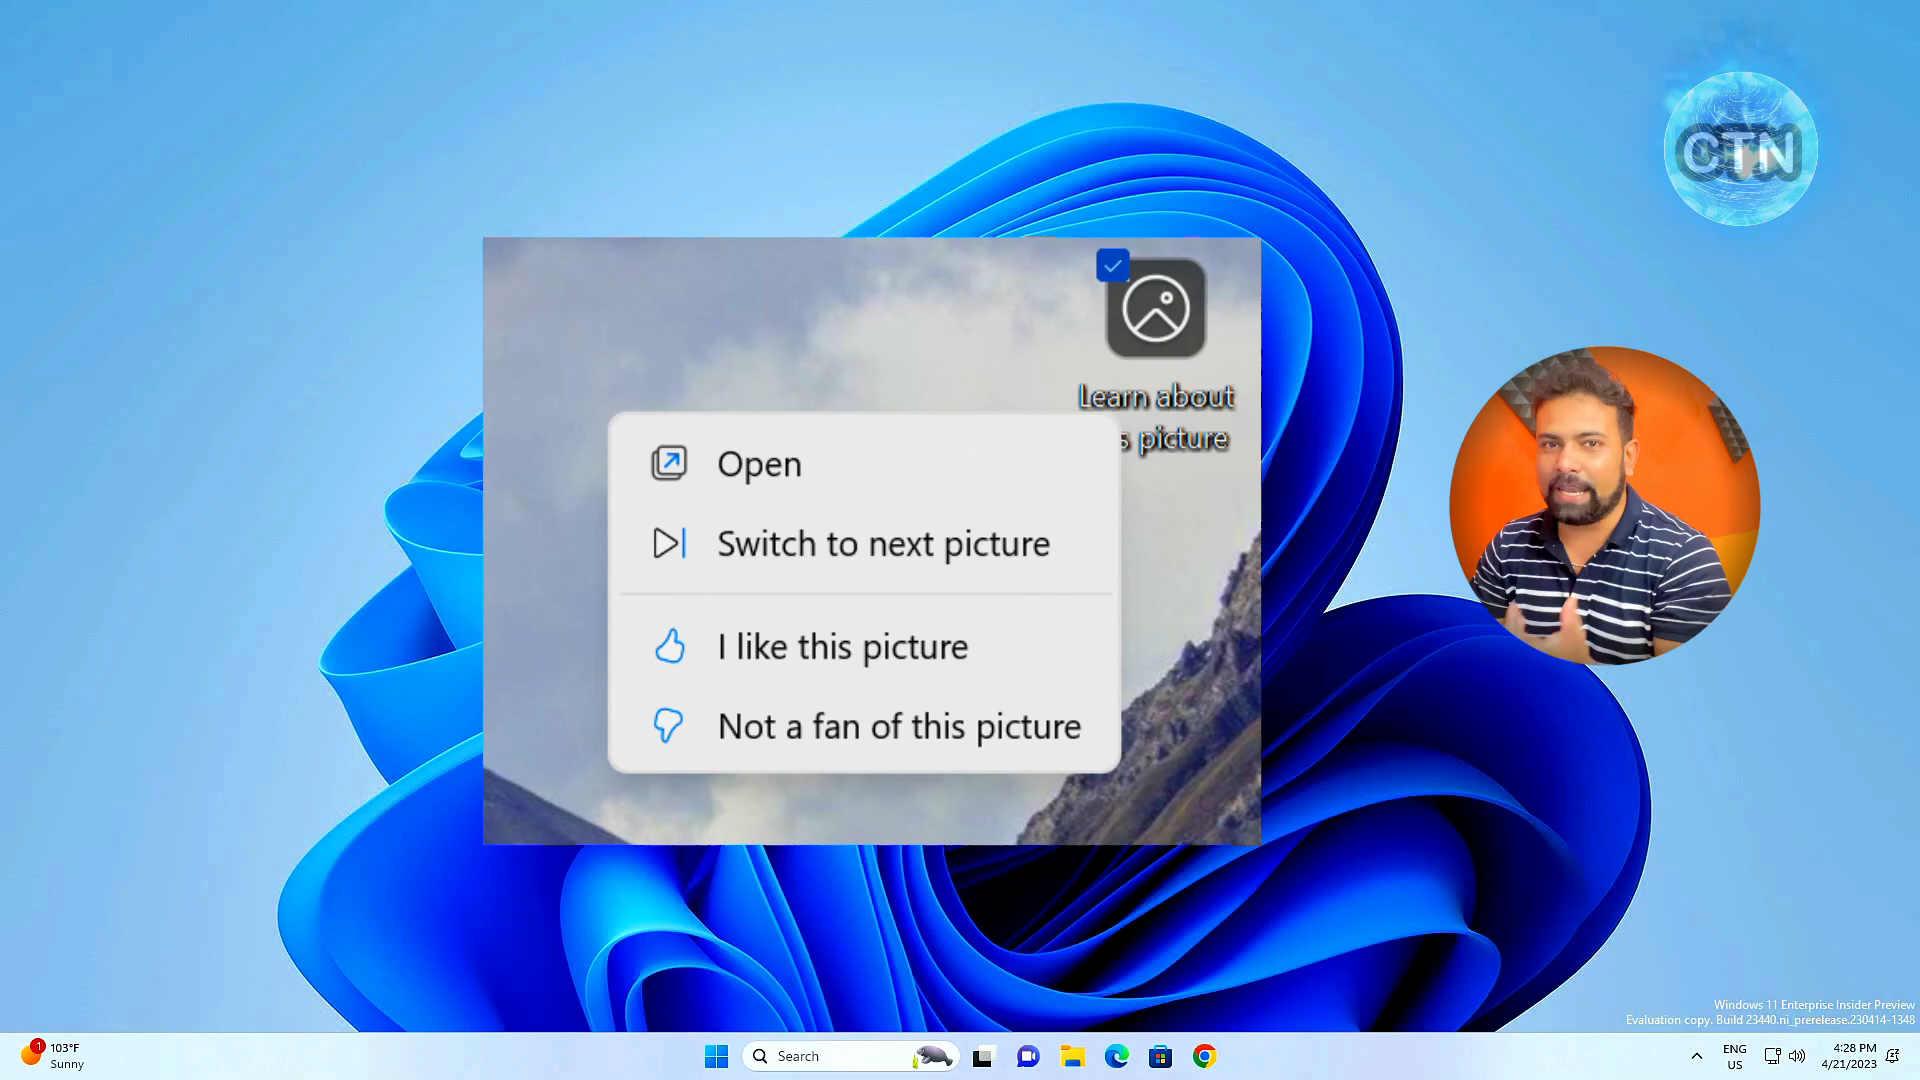 CTN
Learn about
s picture
Open
Switch to next picture
I like this picture
Not a fan of this picture
Windows 11 Enterprise Insider Preview
Evaluation copy. Build 23440.ni_prerelease.230414-1348
1
103°F
Sunny
Search
ENG
US
4:28 PM
4/21/2023